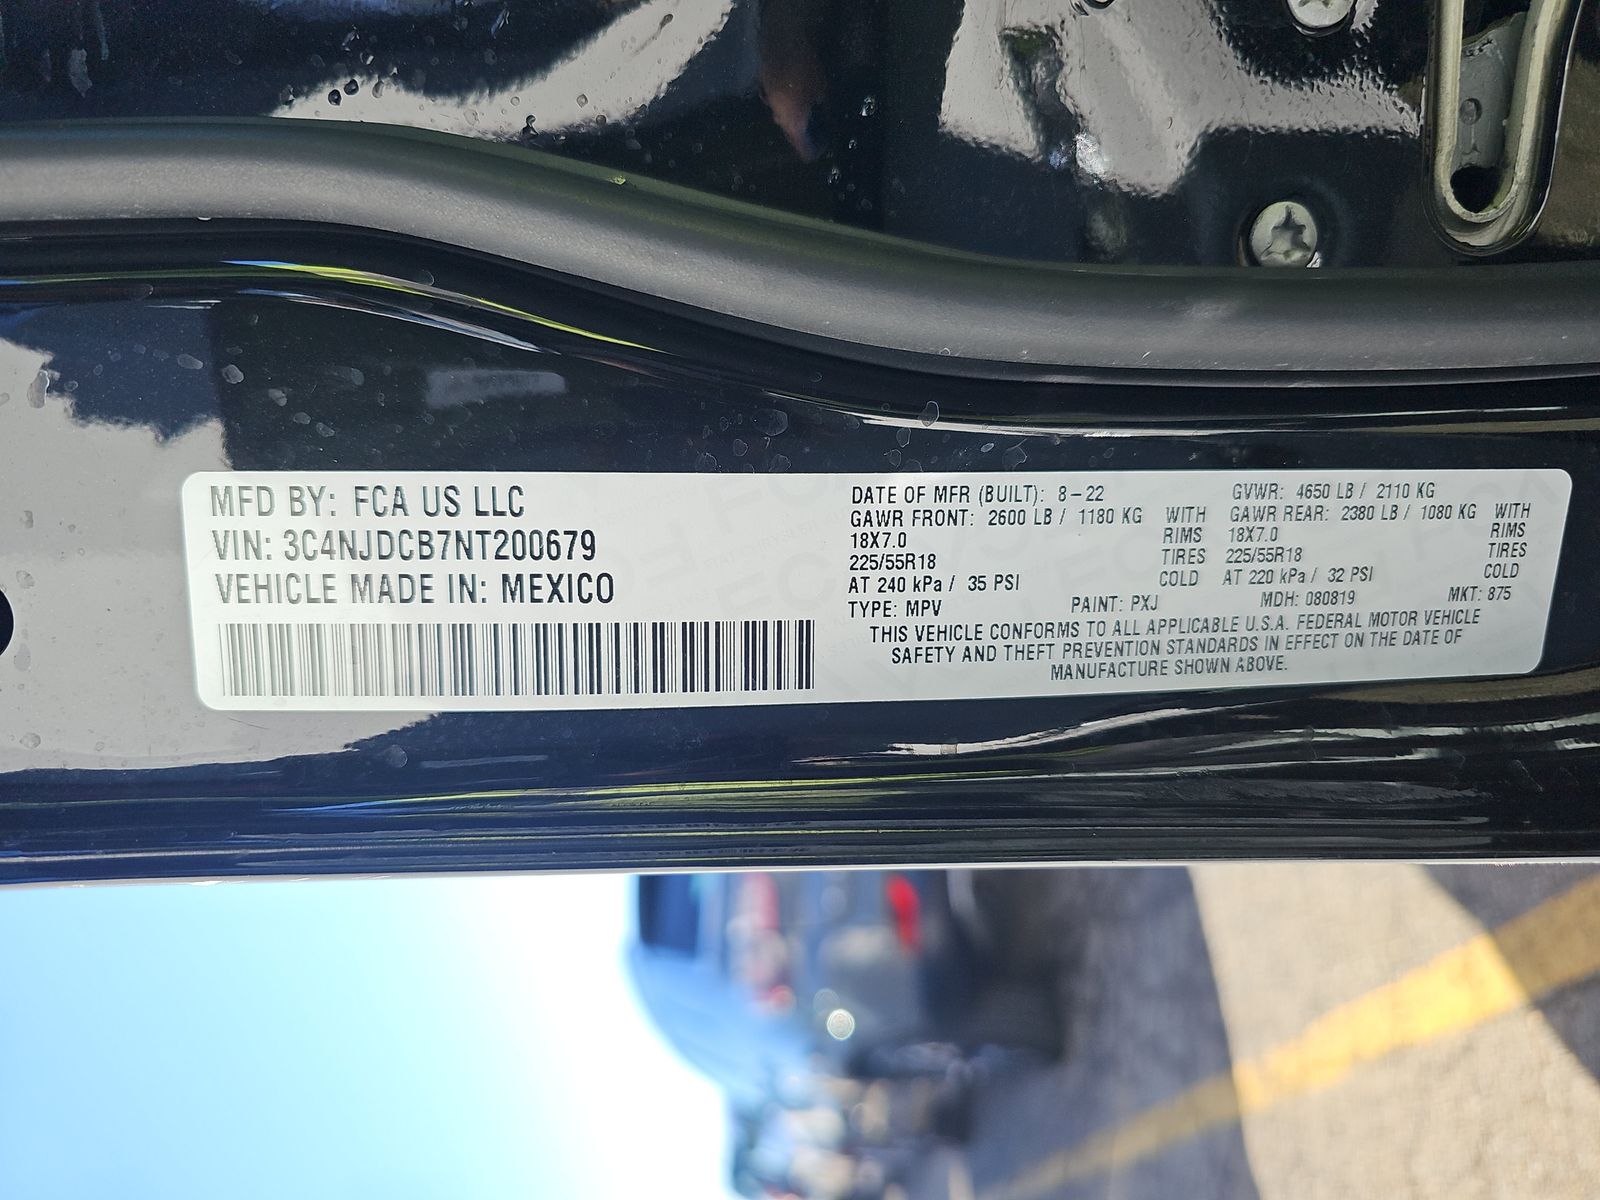 MFD BY: FCA US LLC
VIN: 3C4NJDCB7NT200679
VEHICLE MADE IN: MEXICO
DATE OF MFR (BUILT): 8-22 GVWR: 4650 LB / 2110 KG
GAWR FRONT: 2600 LB / 1180 KG WITH GAWR REAR: 2380 LB / 1080 KG WITH
18X7.0 RIMS 18X7.0 RIMS
225/55R18 TIRES 225/55R18 TIRES
AT 240 kPa / 35 PSI COLD AT 220 kPa / 32 PSI COLD
TYPE: MPV PAINT: PXJ MDH: 080819 MKT: 875
THIS VEHICLE CONFORMS TO ALL APPLICABLE U.S.A. FEDERAL MOTOR VEHICLE
SAFETY AND THEFT PREVENTION STANDARDS IN EFFECT ON THE DATE OF
MANUFACTURE SHOWN ABOVE.